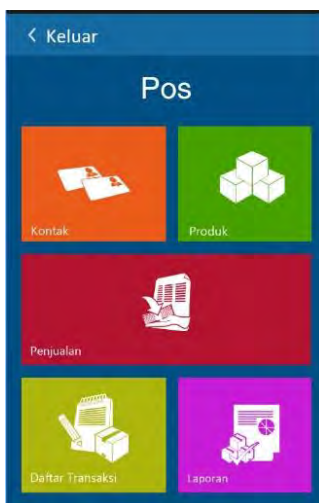 < Keluar
Pos
Kontak
Produk
Penjualan
Daftar Transaksi
Laporan